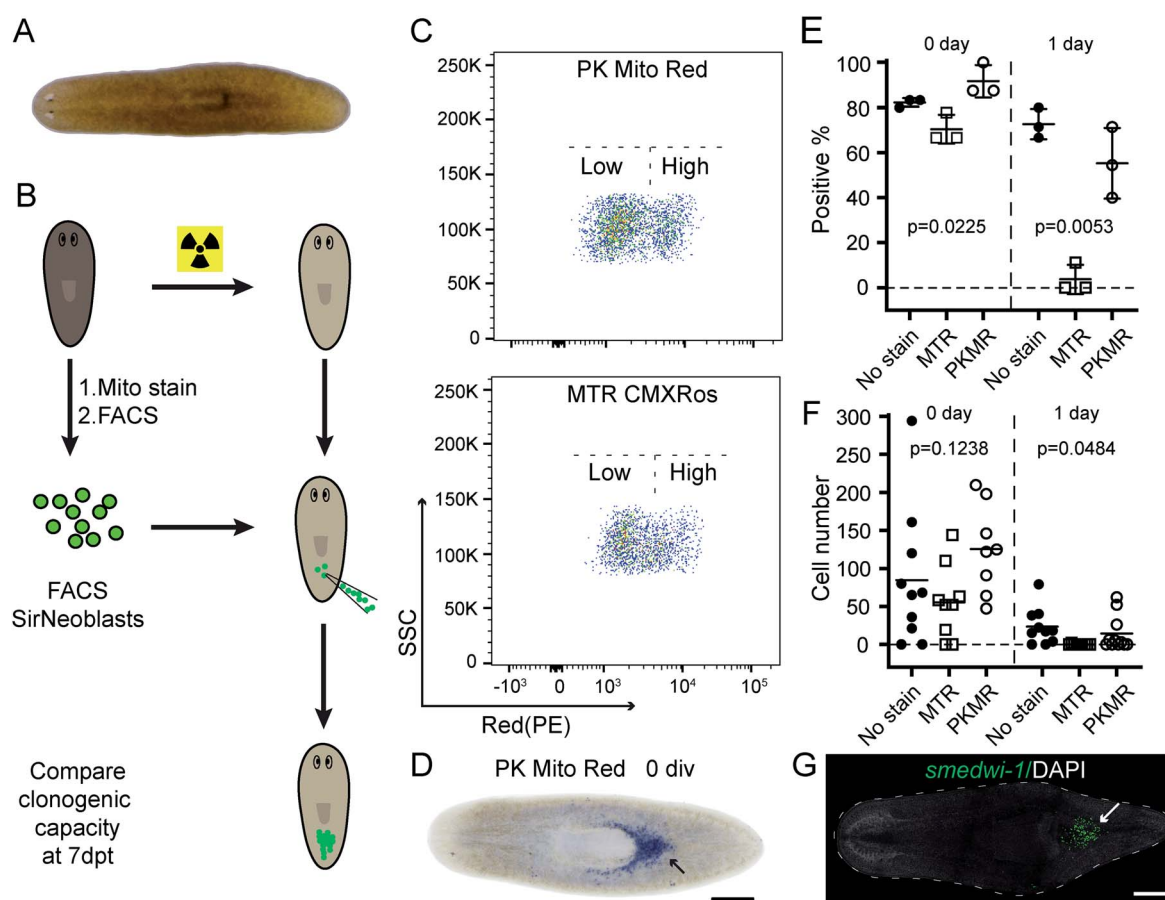 A
B
1.Mito stain
2.FACS
FACS
SirNeoblasts
Compare
clonogenic
capacity
at 7dpt
C
PK Mito Red
250K
200K
150K
100K
50K
0
Low
High
MTR CMXRos
250K
200K
150K
100K
50K
0
Low
High
-10³ 0 10³ 10⁴ 10⁵
SSC
Red(PE)
D
PK Mito Red 0 div
E
0 day
1 day
Positive %
100
80
60
40
20
0
p=0.0225
p=0.0053
No stain
MTR
PKMR
No stain
MTR
PKMR
F
0 day
1 day
Cell number
300
250
200
150
100
50
0
p=0.1238
p=0.0484
No stain
MTR
PKMR
No stain
MTR
PKMR
G
smedwi-1/DAPI